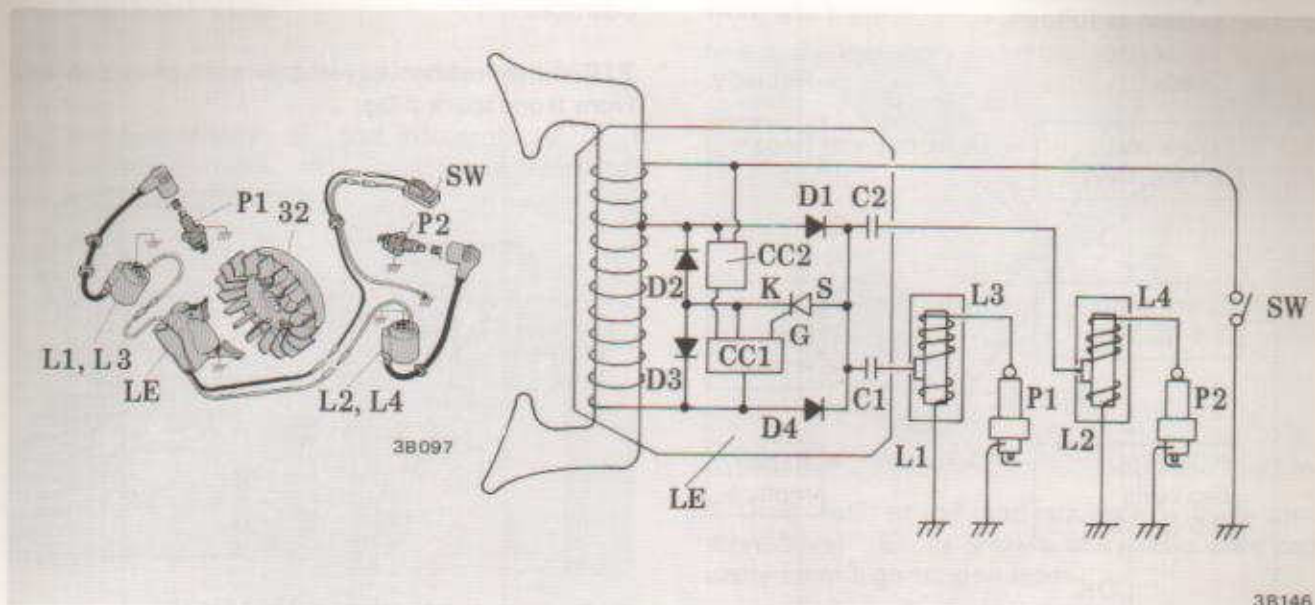 P1
32
SW
P2
L1, L3
LE
L2, L4
3B097
D1
C2
CC2
D2
K
S
L3
L4
SW
G
CC1
D3
C1
P1
P2
D4
L1
L2
LE
3B146